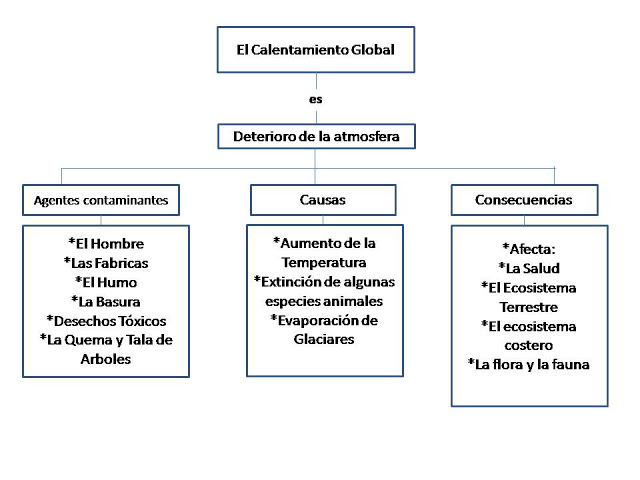 El Calentamiento Global
es
Deterioro de la atmosfera
Agentes contaminantes
*El Hombre
*Las Fabricas
*El Humo
*La Basura
*Desechos Tóxicos
*La Quema y Tala de
Arboles
Causas
*Aumento de la
Temperatura
*Extinción de algunas
especies animales
*Evaporación de
Glaciares
Consecuencias
*Afecta:
*La Salud
*El Ecosistema
Terrestre
*El ecosistema
costero
*La flora y la fauna